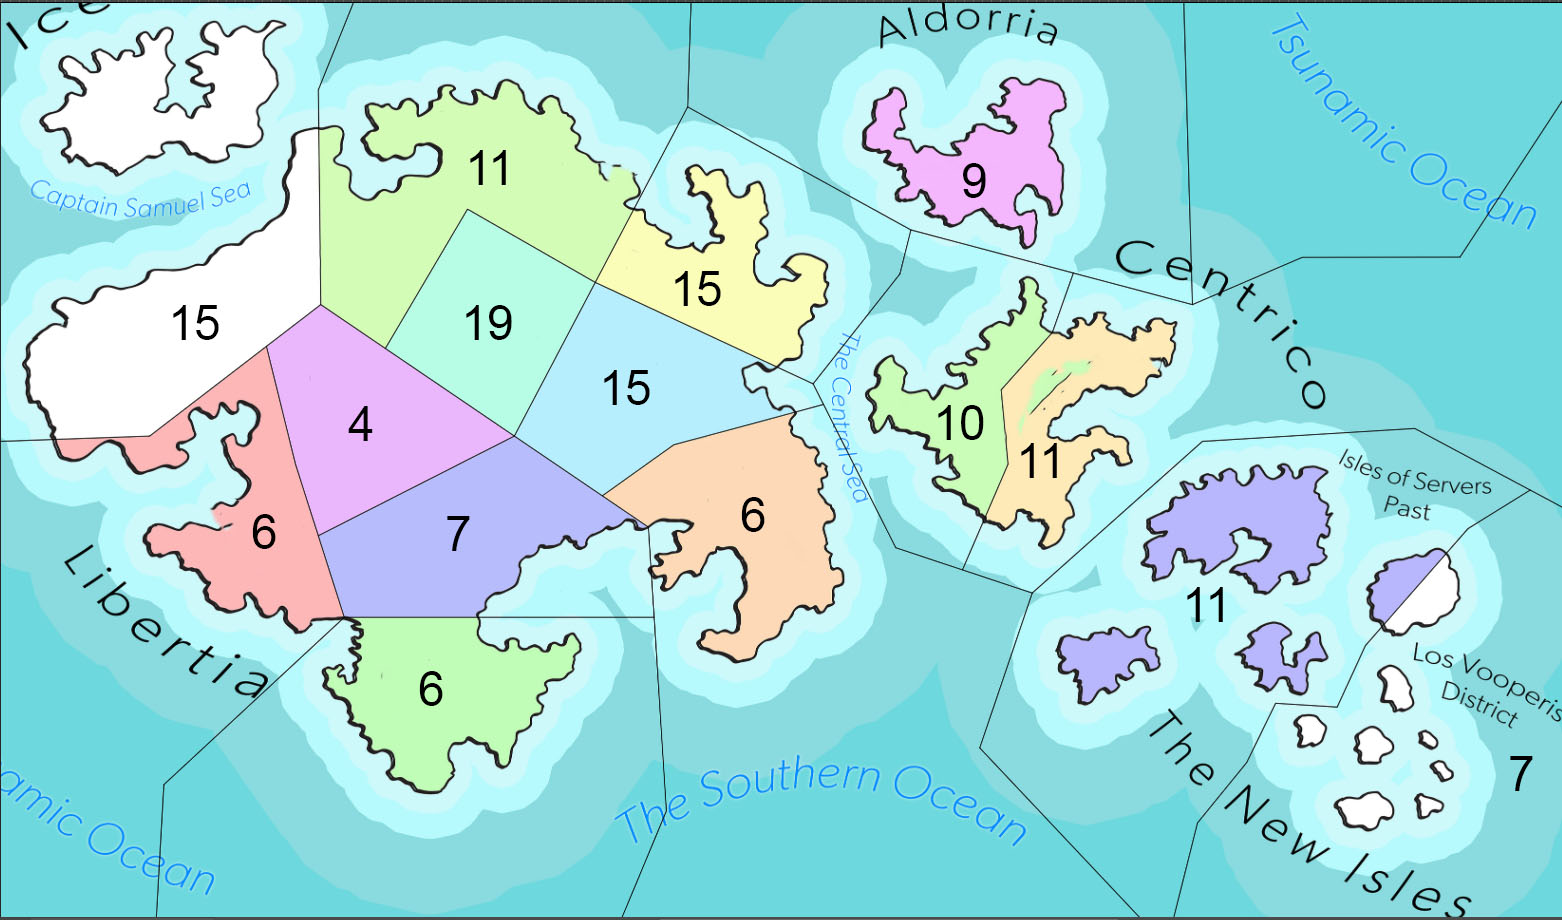 Ice
Aldorria
Tsunamic Ocean
Captain Samuel Sea
11
9
15
19
15
Centrico
15
4
The Central Sea
10
11
6
7
6
Isles of Servers
Past
11
Libertia
6
Los Vooperis
District
The New Isles
7
The Southern Ocean
amic Ocean